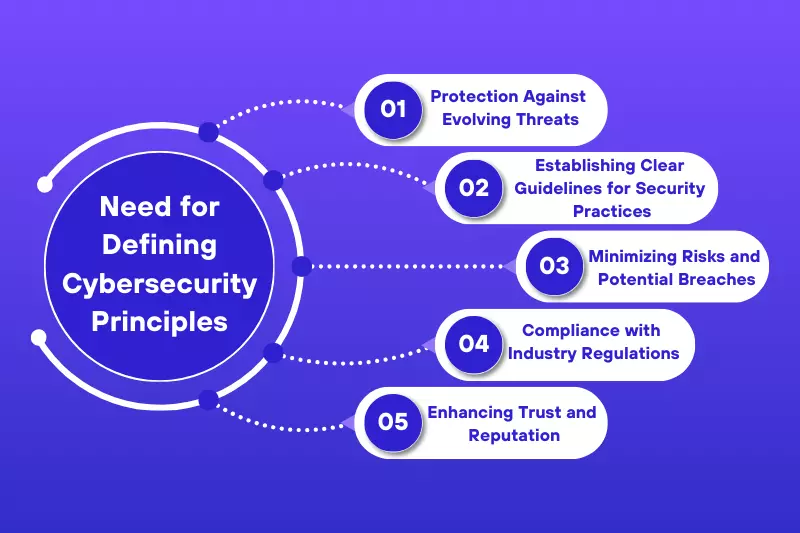 Need for
Defining
Cybersecurity
Principles
01
Protection Against
Evolving Threats
02
Establishing Clear
Guidelines for Security
Practices
03
Minimizing Risks and
Potential Breaches
04
Compliance with
Industry Regulations
05
Enhancing Trust and
Reputation